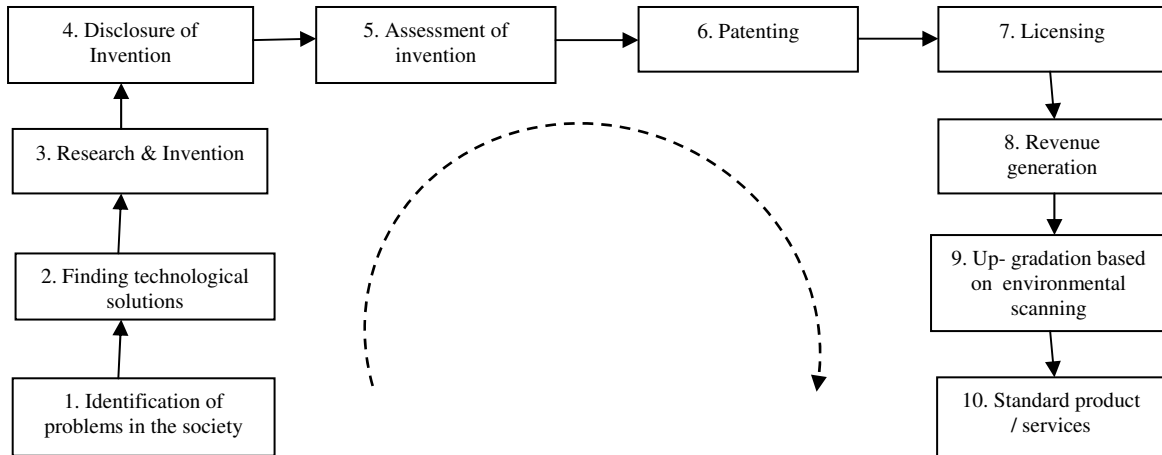 4. Disclosure of
Invention
5. Assessment of
invention
6. Patenting
7. Licensing
3. Research & Invention
8. Revenue
generation
2. Finding technological
solutions
9. Up- gradation based
on environmental
scanning
1. Identification of
problems in the society
10. Standard product
/ services